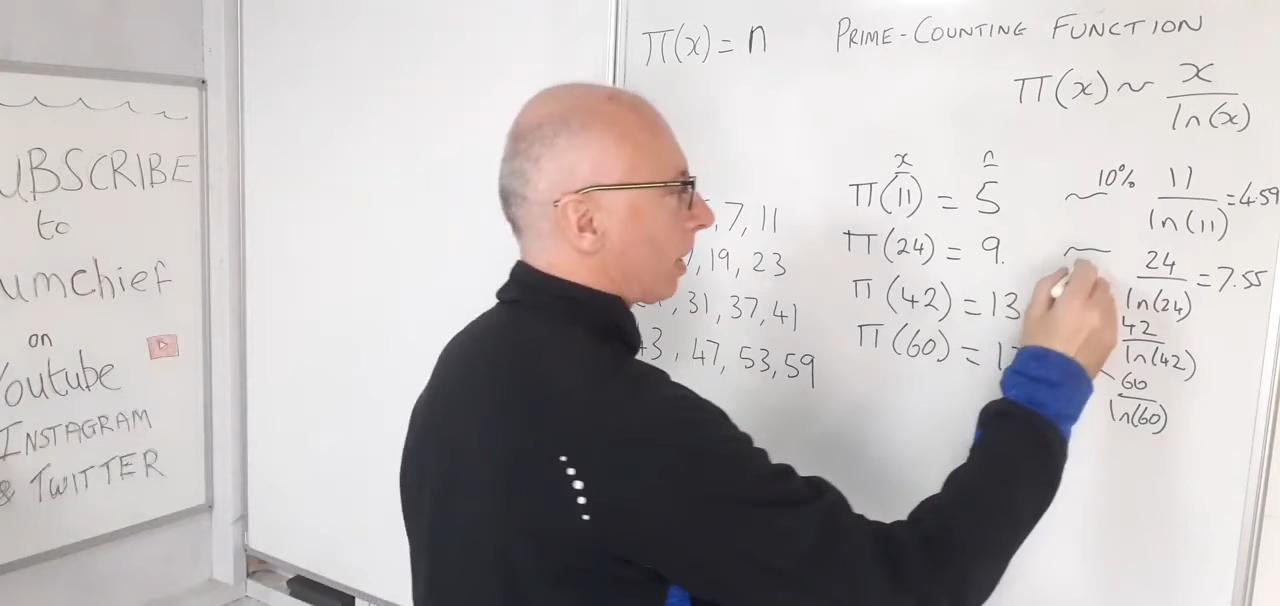 UBSCRIBE
to
umchief
on
Youtube
INSTAGRAM
& TWITTER
π(x) = n
PRIME-COUNTING FUNCTION
π(x) ~ x/ln(x)
x n
, 7, 11
, 19, 23
, 31, 37, 41
43, 47, 53, 59
π(11) = 5 ~ 10% 11/ln(11) = 4.59
π(24) = 9. ~ 24/ln(24) = 7.55
π(42) = 13 42/ln(42)
π(60) = 60/ln(60)